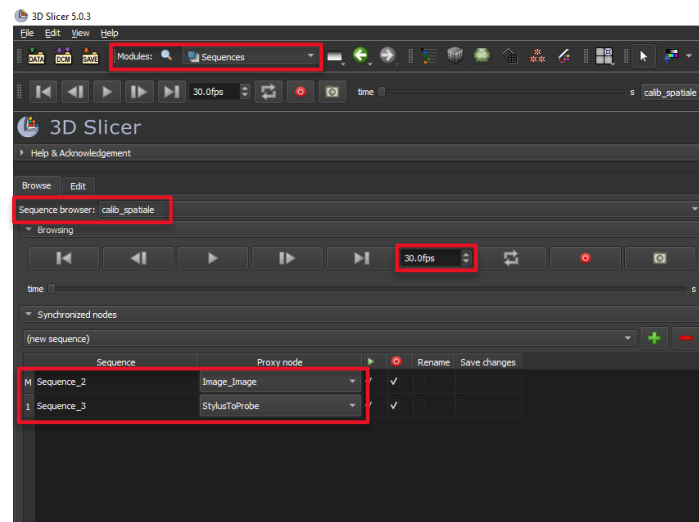 3D Slicer 5.0.3
File Edit View Help
DATA DCM SAVE Modules: Sequences
30.0fps time s calib_spatiale
3D Slicer
Help & Acknowledgement
Browse Edit
Sequence browser: calib_spatiale
Browsing
30.0fps
time s
Synchronized nodes
(new sequence)
Sequence Proxy node Rename Save changes
M Sequence_2 Image_Image
1 Sequence_3 StylusToProbe